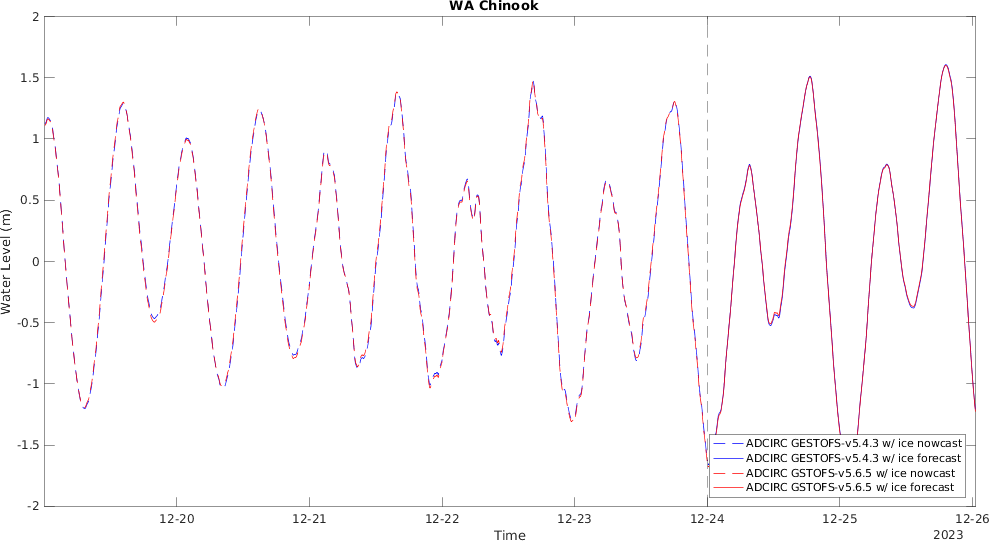 WA Chinook
2
1.5
1
0.5
0
-0.5
-1
-1.5
-2
Water Level (m)
12-20
12-21
12-22
12-23
12-24
12-25
12-26
Time
2023
ADCIRC GESTOFS-v5.4.3 w/ ice nowcast
ADCIRC GESTOFS-v5.4.3 w/ ice forecast
ADCIRC GSTOFS-v5.6.5 w/ ice nowcast
ADCIRC GSTOFS-v5.6.5 w/ ice forecast